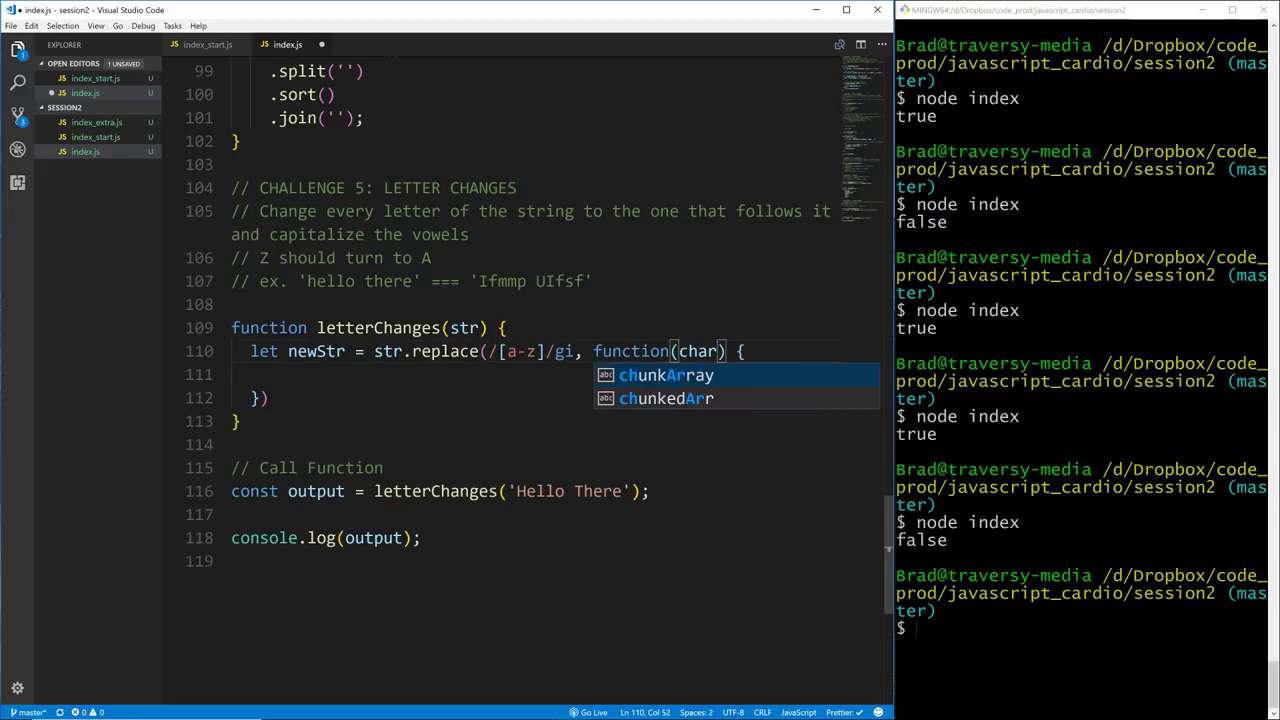 ● index.js - session2 - Visual Studio Code
File Edit Selection View Go Debug Tasks Help
EXPLORER
OPEN EDITORS 1 UNSAVED
index_start.js U
● index.js U
SESSION2
index_extra.js U
index_start.js U
index.js U
index_start.js index.js ●
99 .split('')
100 .sort()
101 .join('');
102 }
103
104 // CHALLENGE 5: LETTER CHANGES
105 // Change every letter of the string to the one that follows it
and capitalize the vowels
106 // Z should turn to A
107 // ex. 'hello there' === 'Ifmmp UIfsf'
108
109 function letterChanges(str) {
110 let newStr = str.replace(/[a-z]/gi, function(char) {
abc chunkArray
111
abc chunkedArr
112 })
113 }
114
115 // Call Function
116 const output = letterChanges('Hello There');
117
118 console.log(output);
119
master* 0 0 Go Live Ln 110, Col 52 Spaces: 2 UTF-8 CRLF JavaScript Prettier: ✓
MINGW64:/d/Dropbox/code_prod/javascript_cardio/session2
Brad@traversy-media /d/Dropbox/code_
prod/javascript_cardio/session2 (mas
ter)
$ node index
true
Brad@traversy-media /d/Dropbox/code_
prod/javascript_cardio/session2 (mas
ter)
$ node index
false
Brad@traversy-media /d/Dropbox/code_
prod/javascript_cardio/session2 (mas
ter)
$ node index
true
Brad@traversy-media /d/Dropbox/code_
prod/javascript_cardio/session2 (mas
ter)
$ node index
true
Brad@traversy-media /d/Dropbox/code_
prod/javascript_cardio/session2 (mas
ter)
$ node index
false
Brad@traversy-media /d/Dropbox/code_
prod/javascript_cardio/session2 (mas
ter)
$